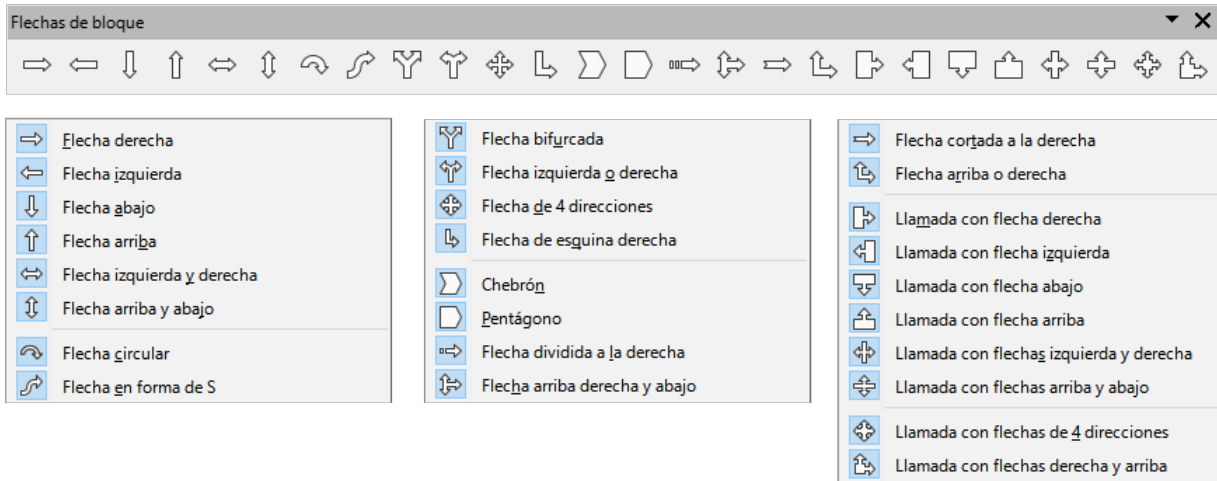 Flechas de bloque
Flecha derecha
Flecha izquierda
Flecha abajo
Flecha arriba
Flecha izquierda y derecha
Flecha arriba y abajo
Flecha circular
Flecha en forma de S
Flecha bifurcada
Flecha izquierda o derecha
Flecha de 4 direcciones
Flecha de esquina derecha
Chebrón
Pentágono
Flecha dividida a la derecha
Flecha arriba derecha y abajo
Flecha cortada a la derecha
Flecha arriba o derecha
Llamada con flecha derecha
Llamada con flecha izquierda
Llamada con flecha abajo
Llamada con flecha arriba
Llamada con flechas izquierda y derecha
Llamada con flechas arriba y abajo
Llamada con flechas de 4 direcciones
Llamada con flechas derecha y arriba